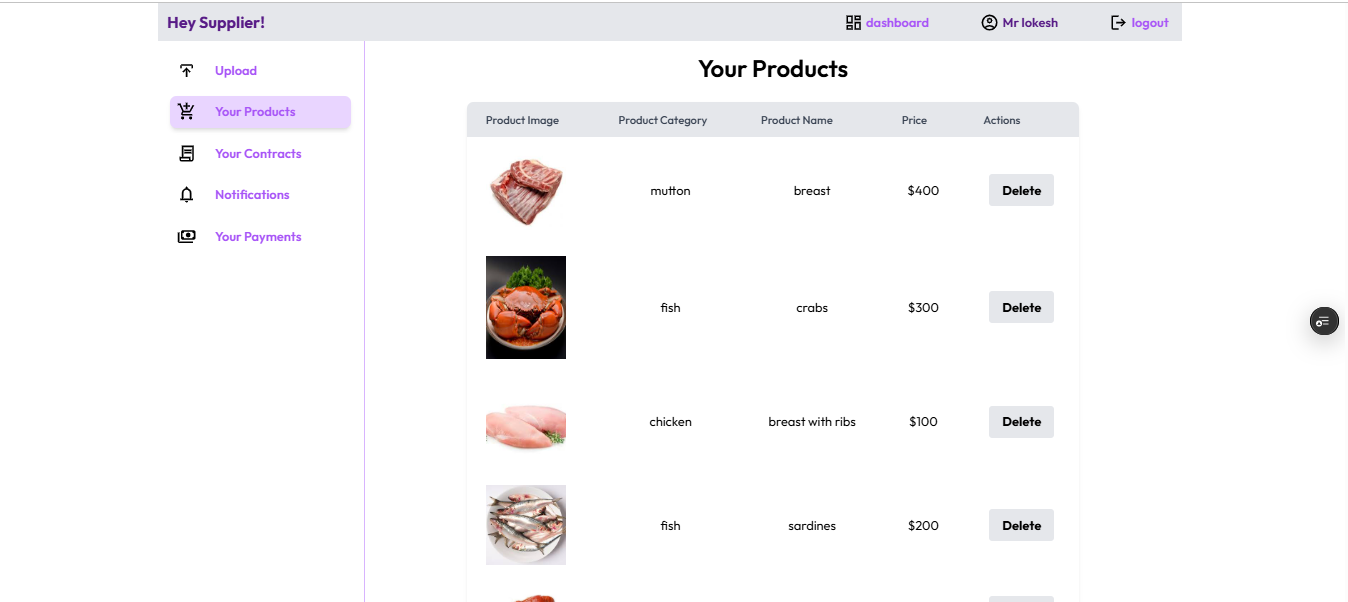 Hey Supplier! dashboard Mr lokesh logout
Upload
Your Products
Your Contracts
Notifications
Your Payments
Your Products
Product Image Product Category Product Name Price Actions
mutton breast $400 Delete
fish crabs $300 Delete
chicken breast with ribs $100 Delete
fish sardines $200 Delete